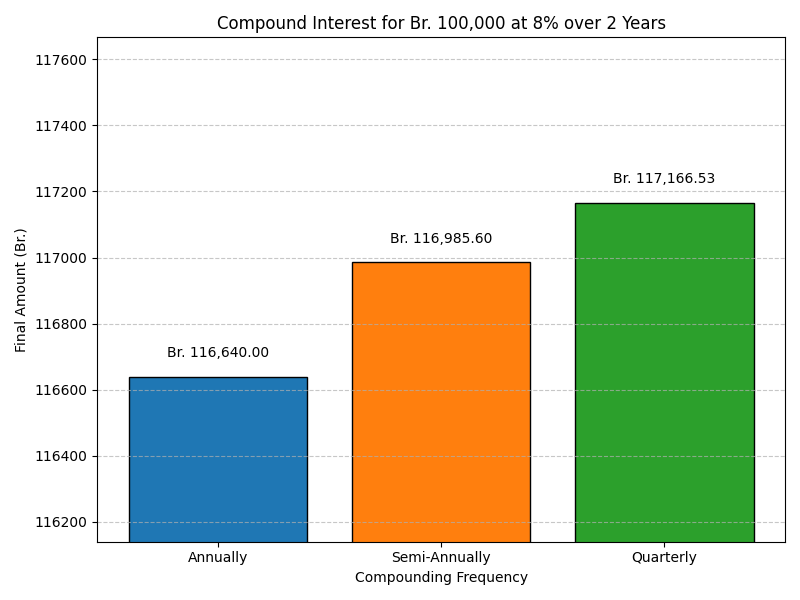 Compound Interest for Br. 100,000 at 8% over 2 Years
117600
117400
117200
117000
116800
116600
116400
116200
Final Amount (Br.)
Br. 116,640.00
Br. 116,985.60
Br. 117,166.53
Annually
Semi-Annually
Quarterly
Compounding Frequency